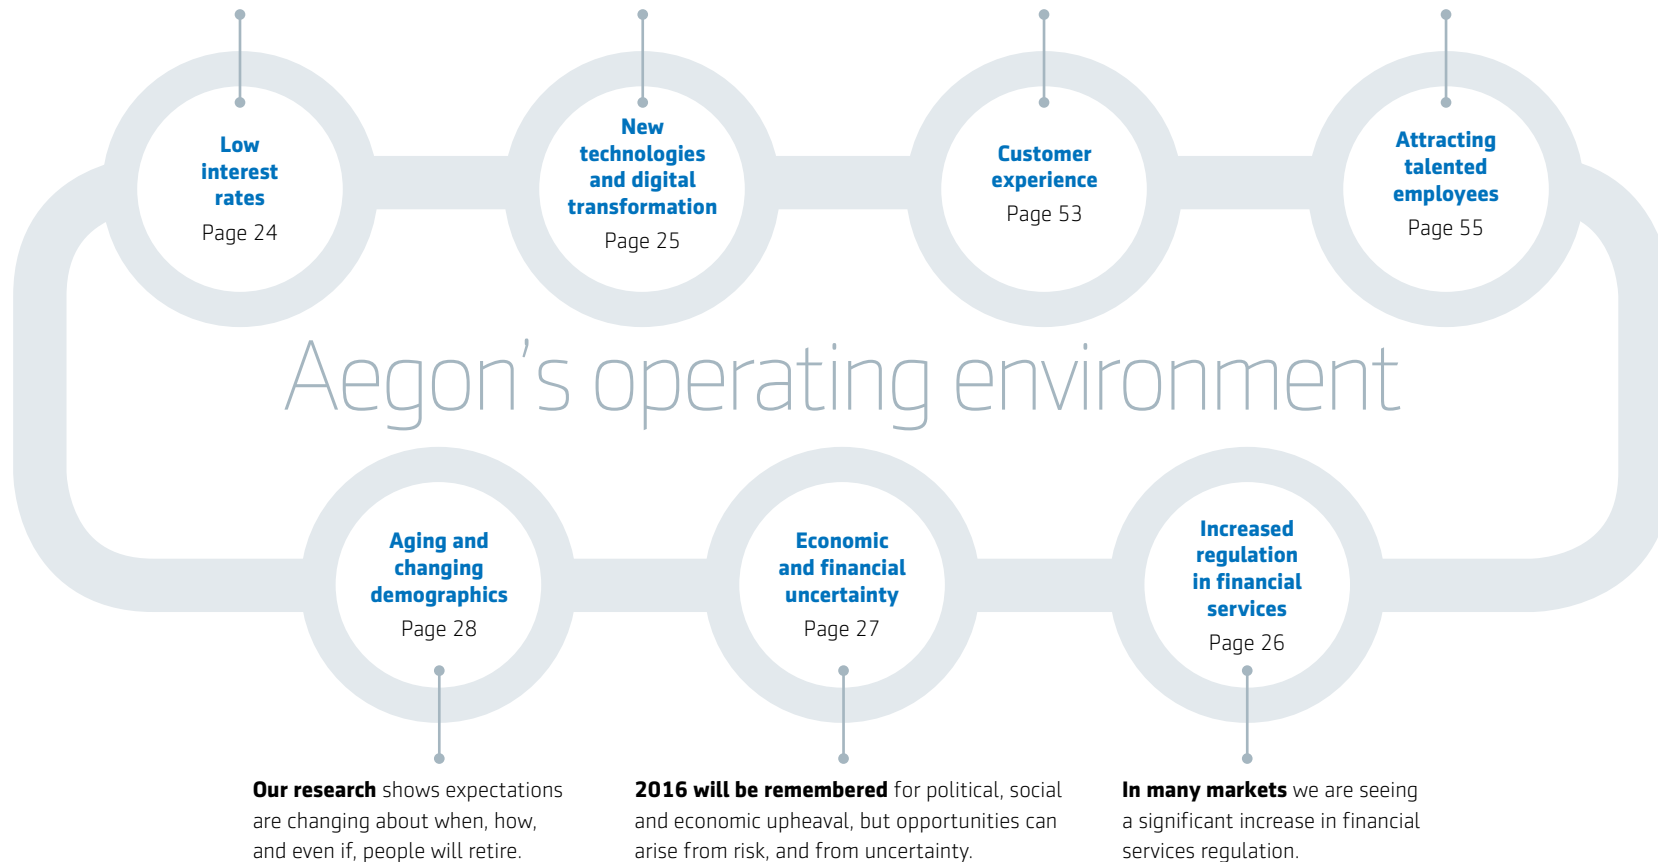 Low
interest
rates
Page 24
New
technologies
and digital
transformation
Page 25
Customer
experience
Page 53
Attracting
talented
employees
Page 55
Aegon's operating environment
Aging and
changing
demographics
Page 28
Economic
and financial
uncertainty
Page 27
Increased
regulation
in financial
services
Page 26
Our research shows expectations
are changing about when, how,
and even if, people will retire.
2016 will be remembered for political, social
and economic upheaval, but opportunities can
arise from risk, and from uncertainty.
In many markets we are seeing
a significant increase in financial
services regulation.